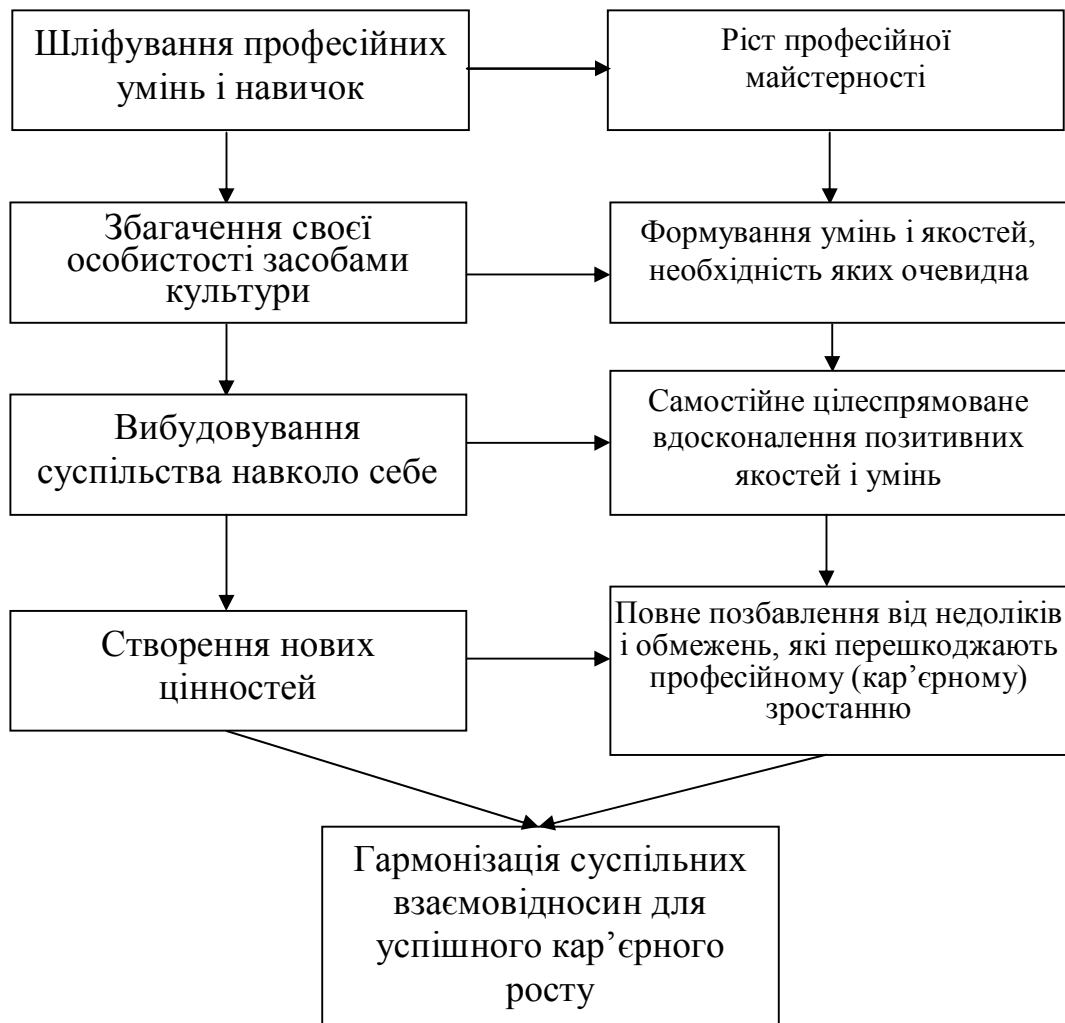 Шліфування професійних
умінь і навичок
Ріст професійної
майстерності
Збагачення своєї
особистості засобами
культури
Формування умінь і якостей,
необхідність яких очевидна
Вибудовування
суспільства навколо себе
Самостійне цілеспрямоване
вдосконалення позитивних
якостей і умінь
Створення нових
цінностей
Повне позбавлення від недоліків
і обмежень, які перешкоджають
професійному (кар’єрному)
зростанню
Гармонізація суспільних
взаємовідносин для
успішного кар’єрного
росту